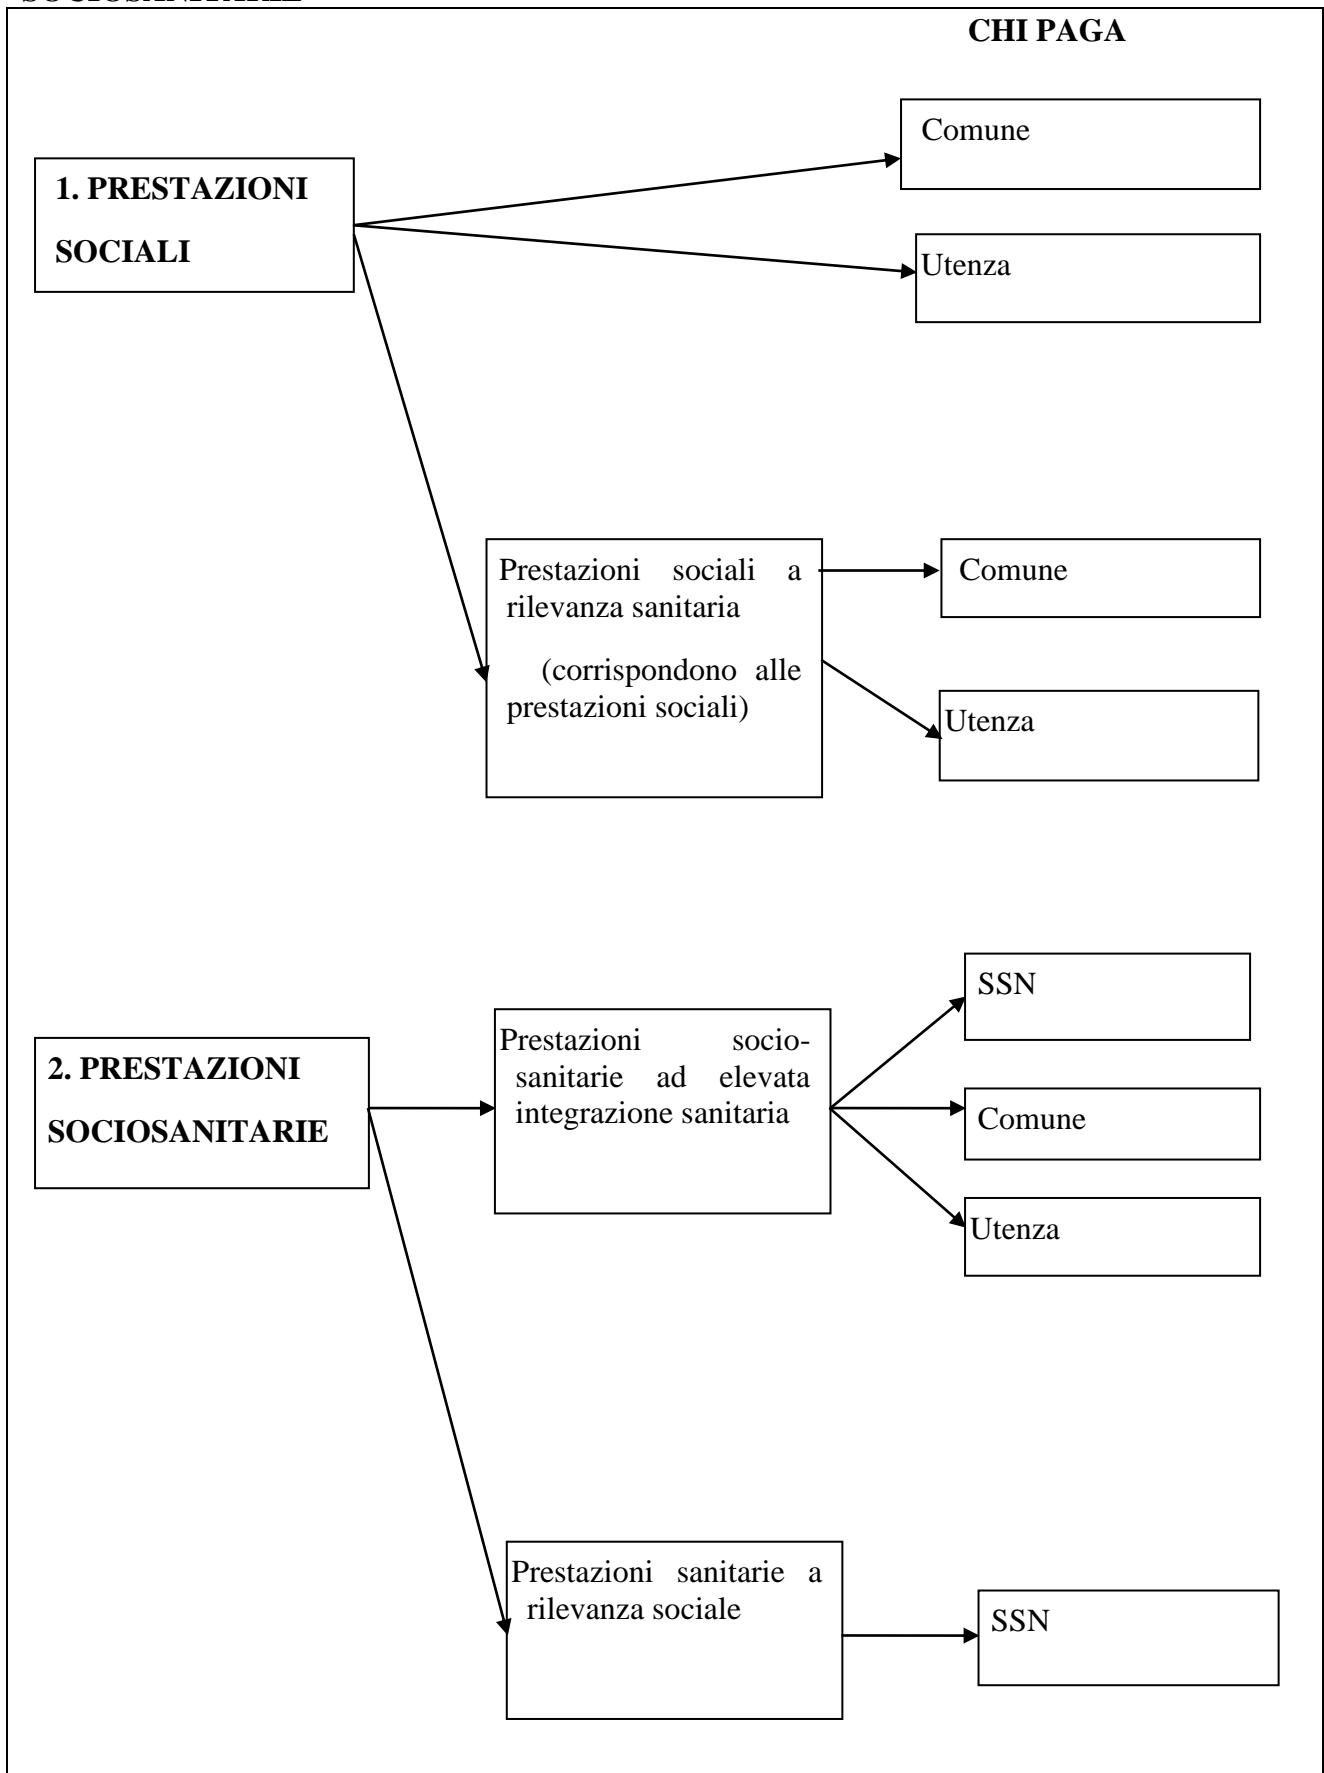 CHI PAGA
Comune
1. PRESTAZIONI
SOCIALI
Utenza
Prestazioni sociali a
rilevanza sanitaria
(corrispondono alle
prestazioni sociali)
Comune
Utenza
SSN
2. PRESTAZIONI
SOCIOSANITARIE
Prestazioni socio-
sanitarie ad elevata
integrazione sanitaria
Comune
Utenza
Prestazioni sanitarie a
rilevanza sociale
SSN